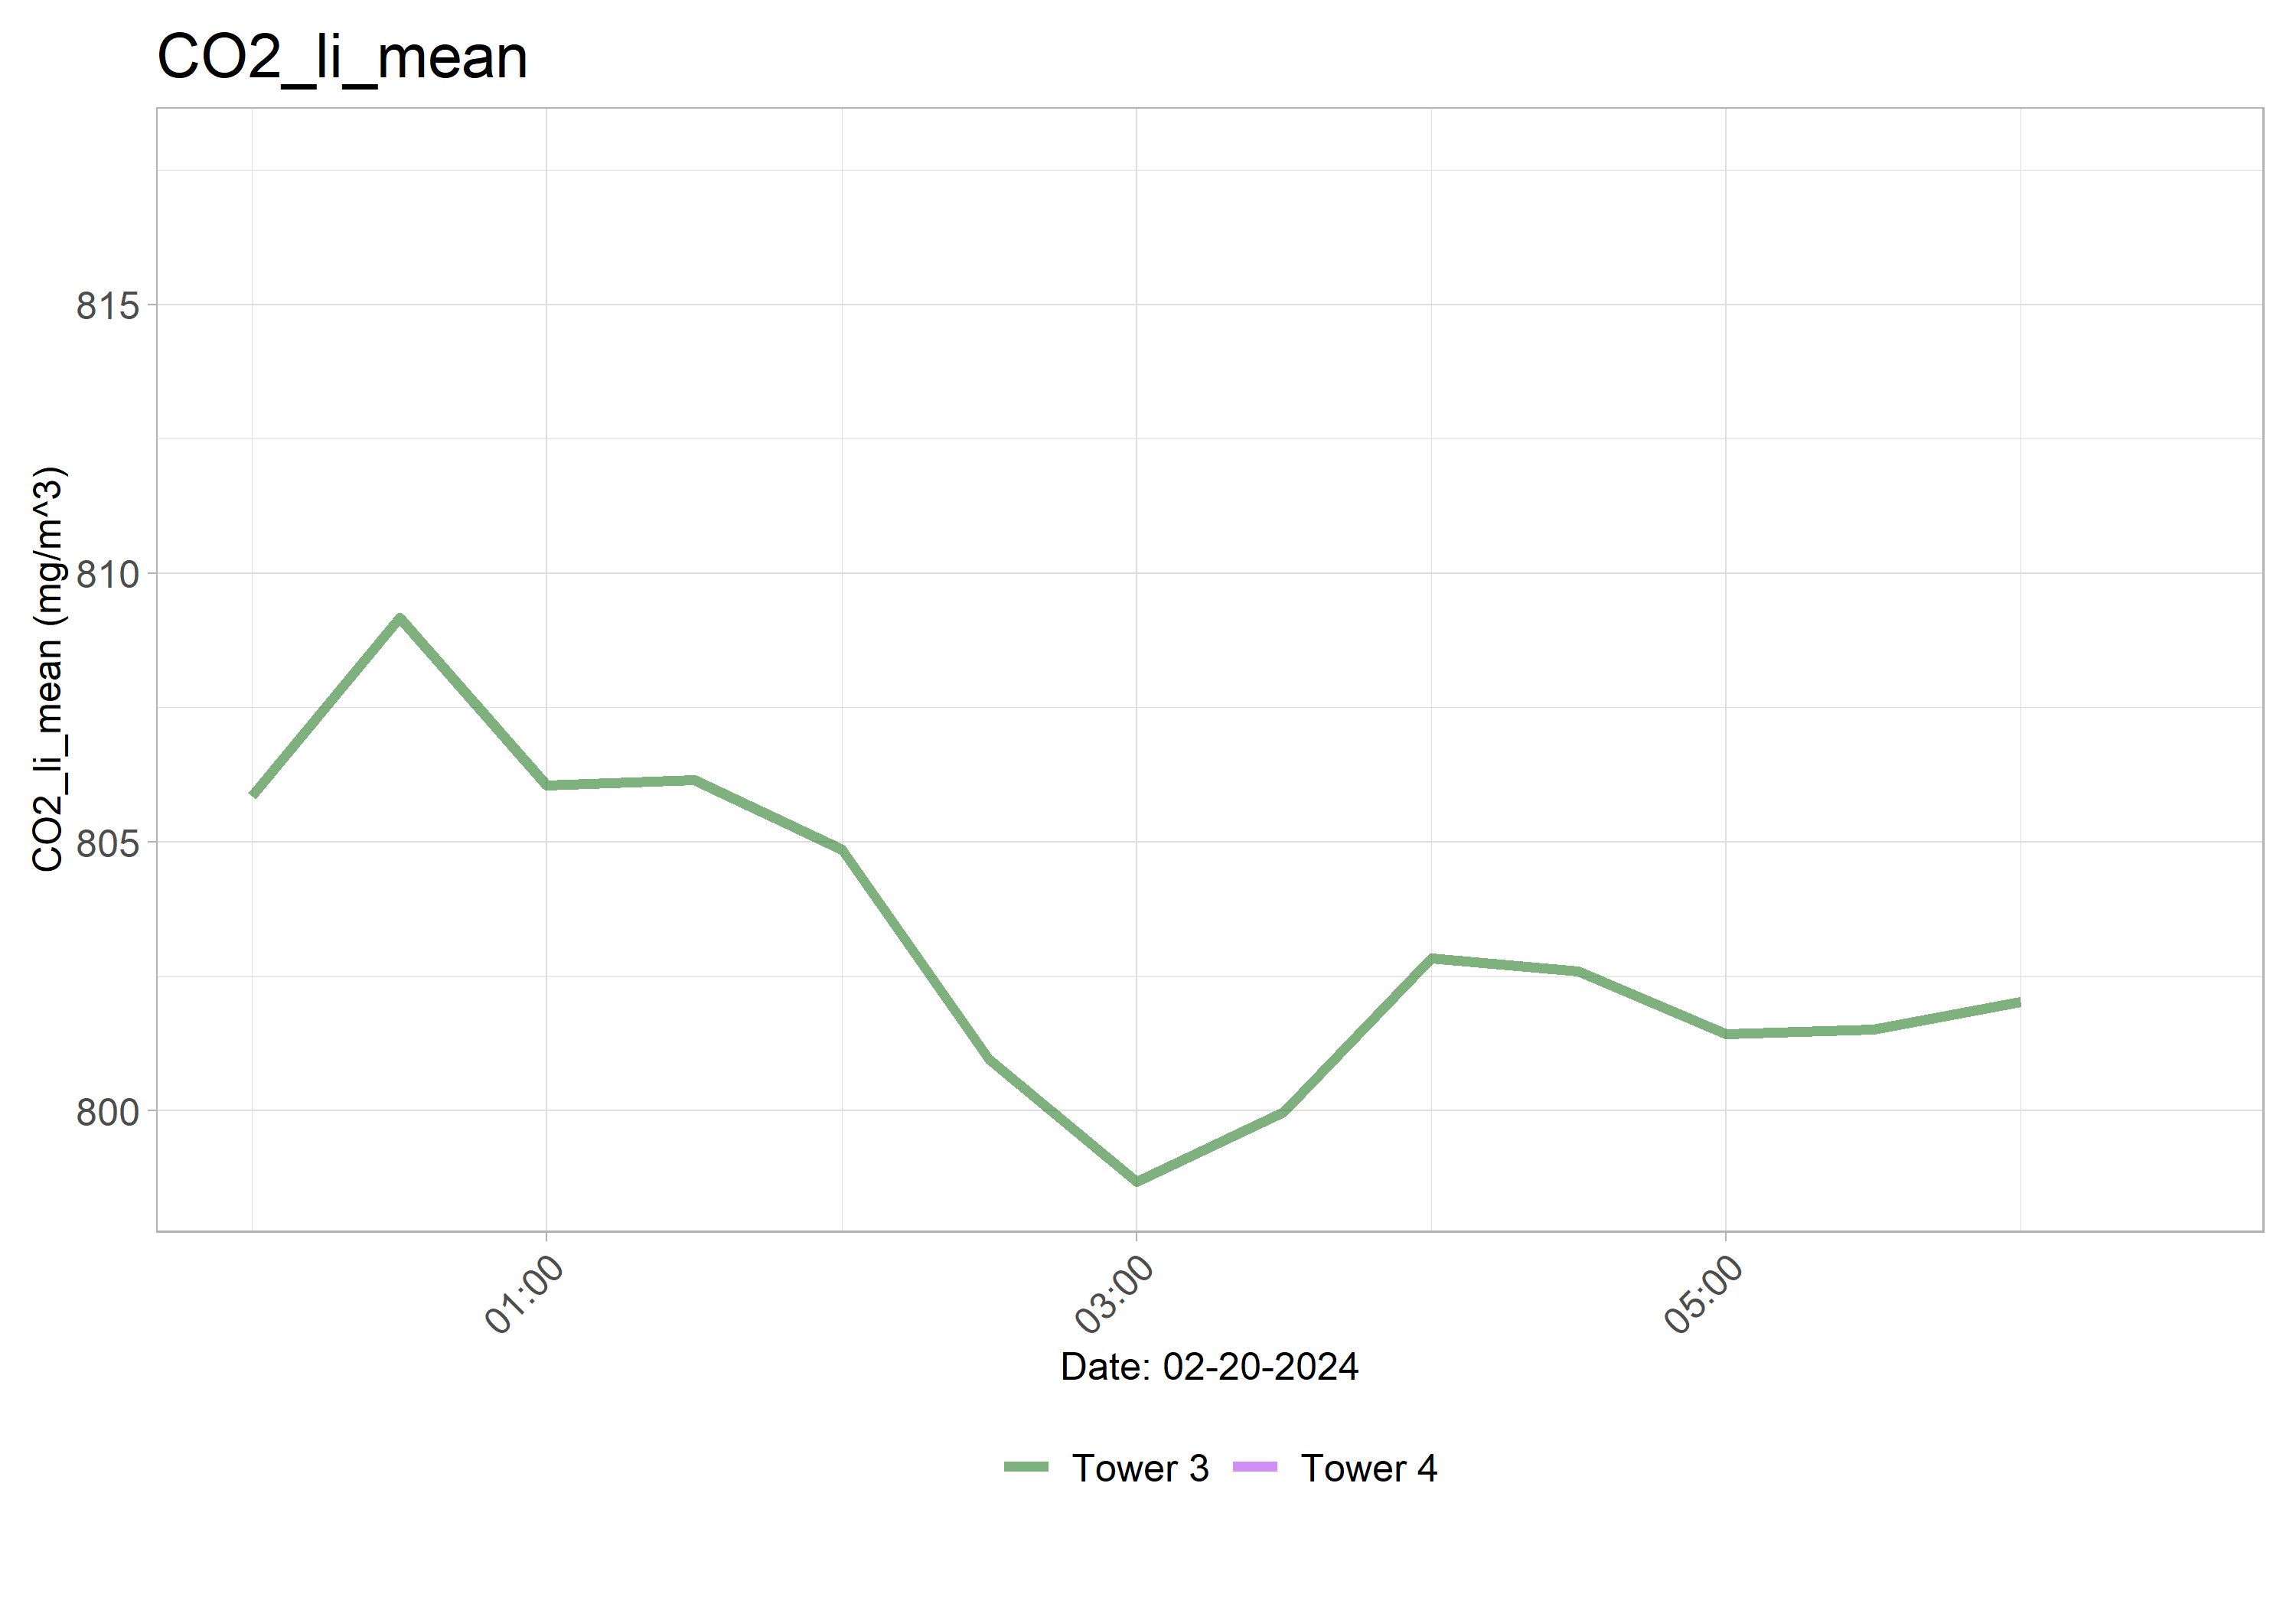 CO2_li_mean
CO2_li_mean (mg/m^3)
815
810
805
800
01:00
03:00
05:00
Date: 02-20-2024
Tower 3
Tower 4